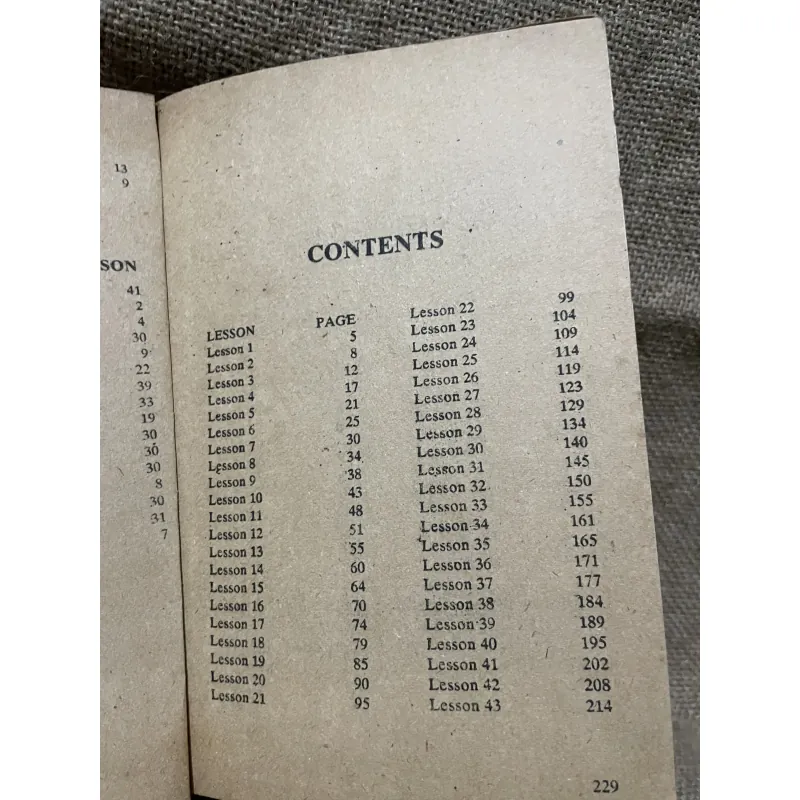 13
9
SON
41
2
4
30
9
22
39
33
19
30
30
30
8
30
31
7
CONTENTS
LESSON PAGE
Lesson 1 5
Lesson 2 8
Lesson 3 12
Lesson 4 17
Lesson 5 21
Lesson 6 25
Lesson 7 30
Lesson 8 34
Lesson 9 38
Lesson 10 43
Lesson 11 48
Lesson 12 51
Lesson 13 55
Lesson 14 60
Lesson 15 64
Lesson 16 70
Lesson 17 74
Lesson 18 79
Lesson 19 85
Lesson 20 90
Lesson 21 95
Lesson 22 99
Lesson 23 104
Lesson 24 109
Lesson 25 114
Lesson 26 119
Lesson 27 123
Lesson 28 129
Lesson 29 134
Lesson 30 140
Lesson 31 145
Lesson 32 150
Lesson 33 155
Lesson 34 161
Lesson 35 165
Lesson 36 171
Lesson 37 177
Lesson 38 184
Lesson 39 189
Lesson 40 195
Lesson 41 202
Lesson 42 208
Lesson 43 214
229